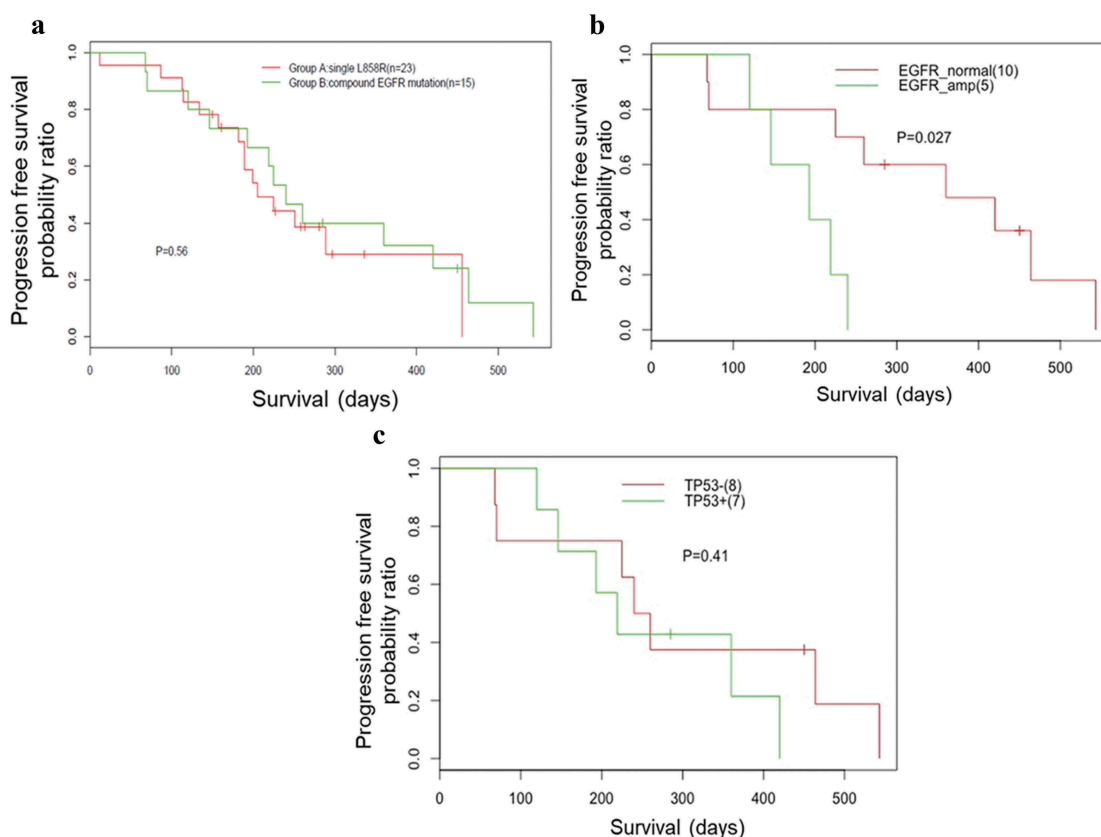 a
Progression free survival
probability ratio
1.0
0.8
0.6
0.4
0.2
0.0
Group A:single L858R(n=23)
Group B:compound EGFR mutation(n=15)
P=0.56
0 100 200 300 400 500
Survival (days)
b
Progression free survival
probability ratio
1.0
0.8
0.6
0.4
0.2
0.0
EGFR_normal(10)
EGFR_amp(5)
P=0.027
0 100 200 300 400 500
Survival (days)
c
Progression free survival
probability ratio
1.0
0.8
0.6
0.4
0.2
0.0
TP53-(8)
TP53+(7)
P=0.41
0 100 200 300 400 500
Survival (days)